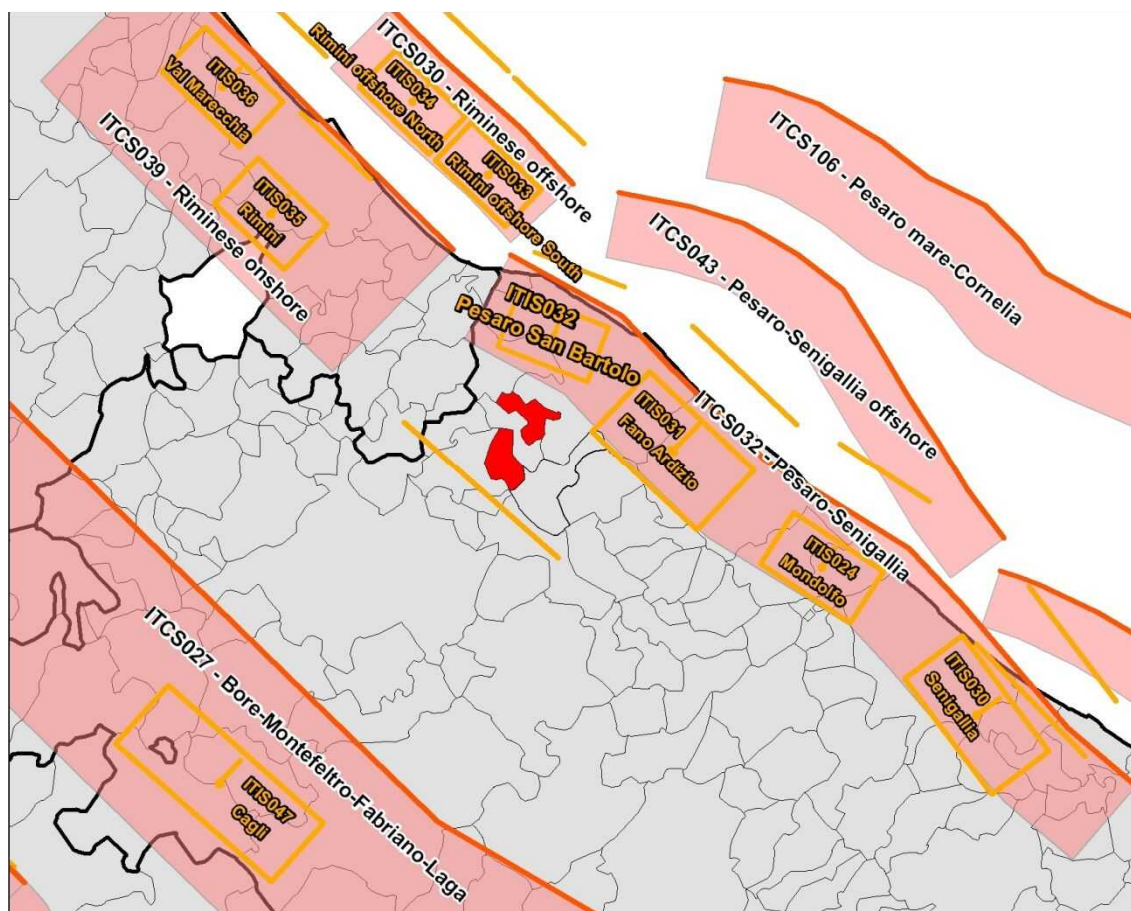 ITCS030 - Riminese offshore
Rimini offshore North
ITIS034
ITIS036
Val Marecchia
ITCS106 - Pesaro mare-Cornelia
ITCS039 - Riminese onshore
ITIS033
Rimini offshore South
ITIS035
Rimini
ITCS043 - Pesaro-Senigallia offshore
ITIS032
Pesaro San Bartolo
ITCS032 - Pesaro-Senigallia
ITIS031
Fano Ardizio
ITIS024
Mondolfo
ITCS027 - Bore-Montefeltro-Fabriano-Laga
ITIS030
Senigallia
ITIS047
Cagli